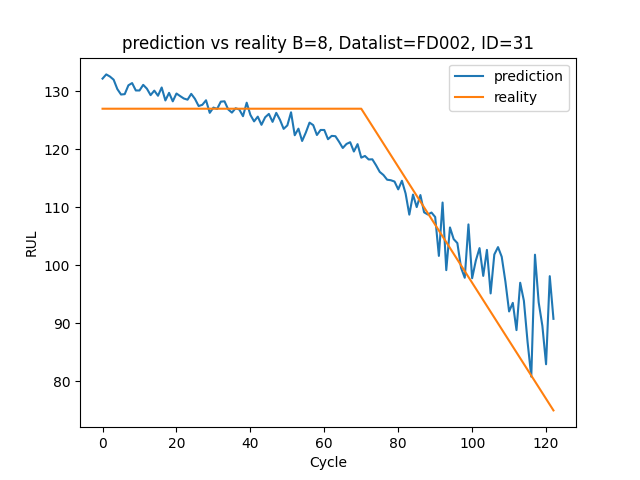 prediction vs reality B=8, Datalist=FD002, ID=31
prediction
reality
130
120
110
100
90
80
RUL
0 20 40 60 80 100 120
Cycle